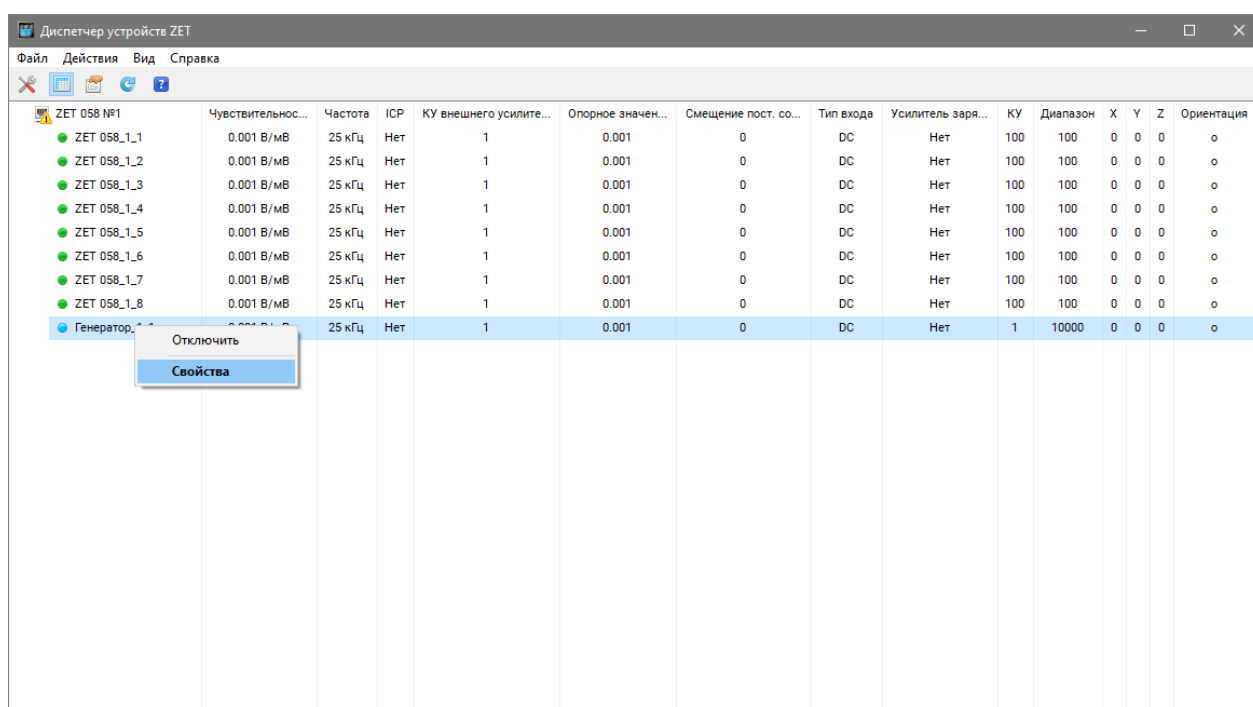 Диспетчер устройств ZET
Файл Действия Вид Справка
ZET 058 №1 Чувствительнос... Частота ICP КУ внешнего усилите... Опорное значен... Смещение пост. со... Тип входа Усилитель заря... КУ Диапазон X Y Z Ориентация
ZET 058_1_1 0.001 В/мВ 25 кГц Нет 1 0.001 0 DC Нет 100 100 0 0 0 o
ZET 058_1_2 0.001 В/мВ 25 кГц Нет 1 0.001 0 DC Нет 100 100 0 0 0 o
ZET 058_1_3 0.001 В/мВ 25 кГц Нет 1 0.001 0 DC Нет 100 100 0 0 0 o
ZET 058_1_4 0.001 В/мВ 25 кГц Нет 1 0.001 0 DC Нет 100 100 0 0 0 o
ZET 058_1_5 0.001 В/мВ 25 кГц Нет 1 0.001 0 DC Нет 100 100 0 0 0 o
ZET 058_1_6 0.001 В/мВ 25 кГц Нет 1 0.001 0 DC Нет 100 100 0 0 0 o
ZET 058_1_7 0.001 В/мВ 25 кГц Нет 1 0.001 0 DC Нет 100 100 0 0 0 o
ZET 058_1_8 0.001 В/мВ 25 кГц Нет 1 0.001 0 DC Нет 100 100 0 0 0 o
Генератор_ 25 кГц Нет 1 0.001 0 DC Нет 1 10000 0 0 0 o
Отключить
Свойства